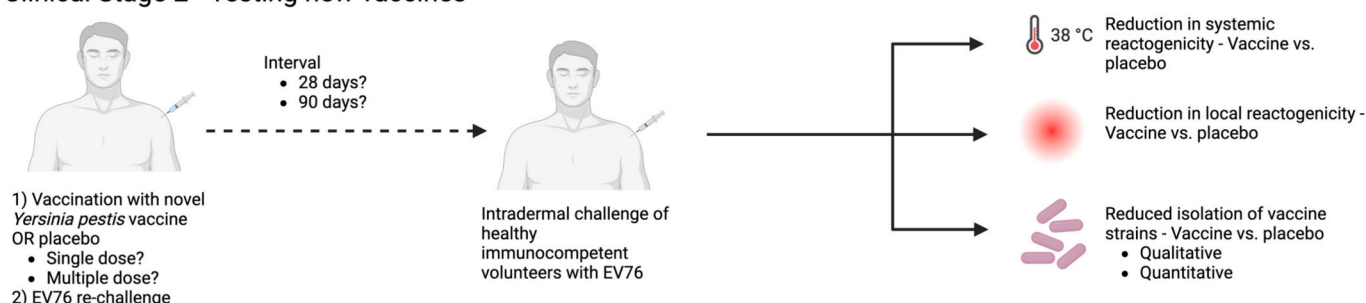 Clinical Stage 2 - Testing new vaccines
Interval
• 28 days?
• 90 days?
1) Vaccination with novel
Yersinia pestis vaccine
OR placebo
• Single dose?
• Multiple dose?
2) EV76 re-challenge
Intradermal challenge of
healthy
immunocompetent
volunteers with EV76
38 °C
Reduction in systemic
reactogenicity - Vaccine vs.
placebo
Reduction in local reactogenicity -
Vaccine vs. placebo
Reduced isolation of vaccine
strains - Vaccine vs. placebo
• Qualitative
• Quantitative